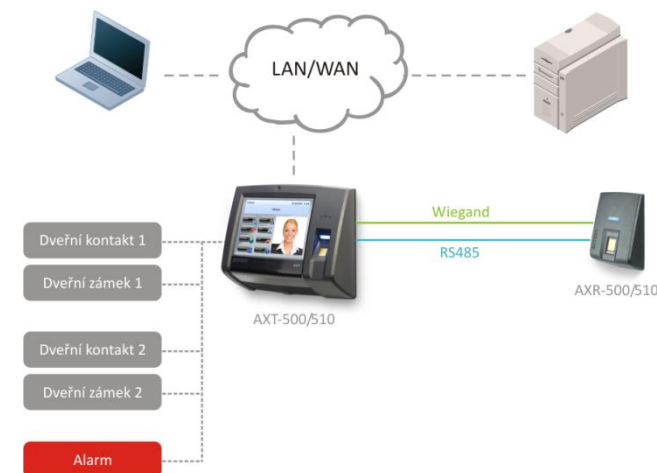 LAN/WAN
Wiegand
RS485
AXT-500/510
AXR-500/510
Dveřní kontakt 1
Dveřní zámek 1
Dveřní kontakt 2
Dveřní zámek 2
Alarm